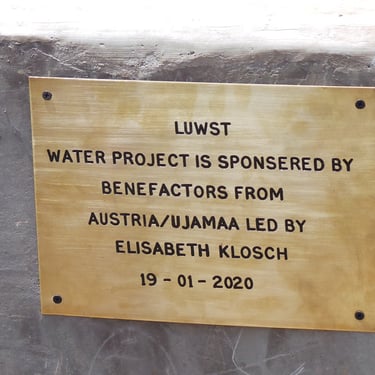 LUWST
WATER PROJECT IS SPONSERED BY
BENEFACTORS FROM
AUSTRIA/UJAMAA LED BY
ELISABETH KLOSCH
19-01-2020